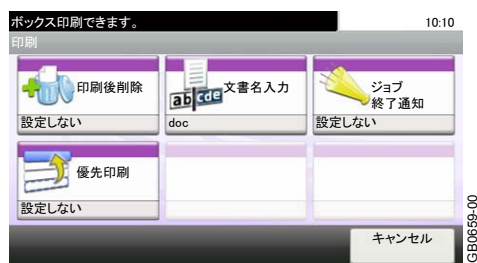 ボックス印刷できます。
10:10
印刷
印刷後削除
設定しない
ab cde
文書名入力
doc
ジョブ
終了通知
設定しない
優先印刷
設定しない
キャンセル
GB0659-00